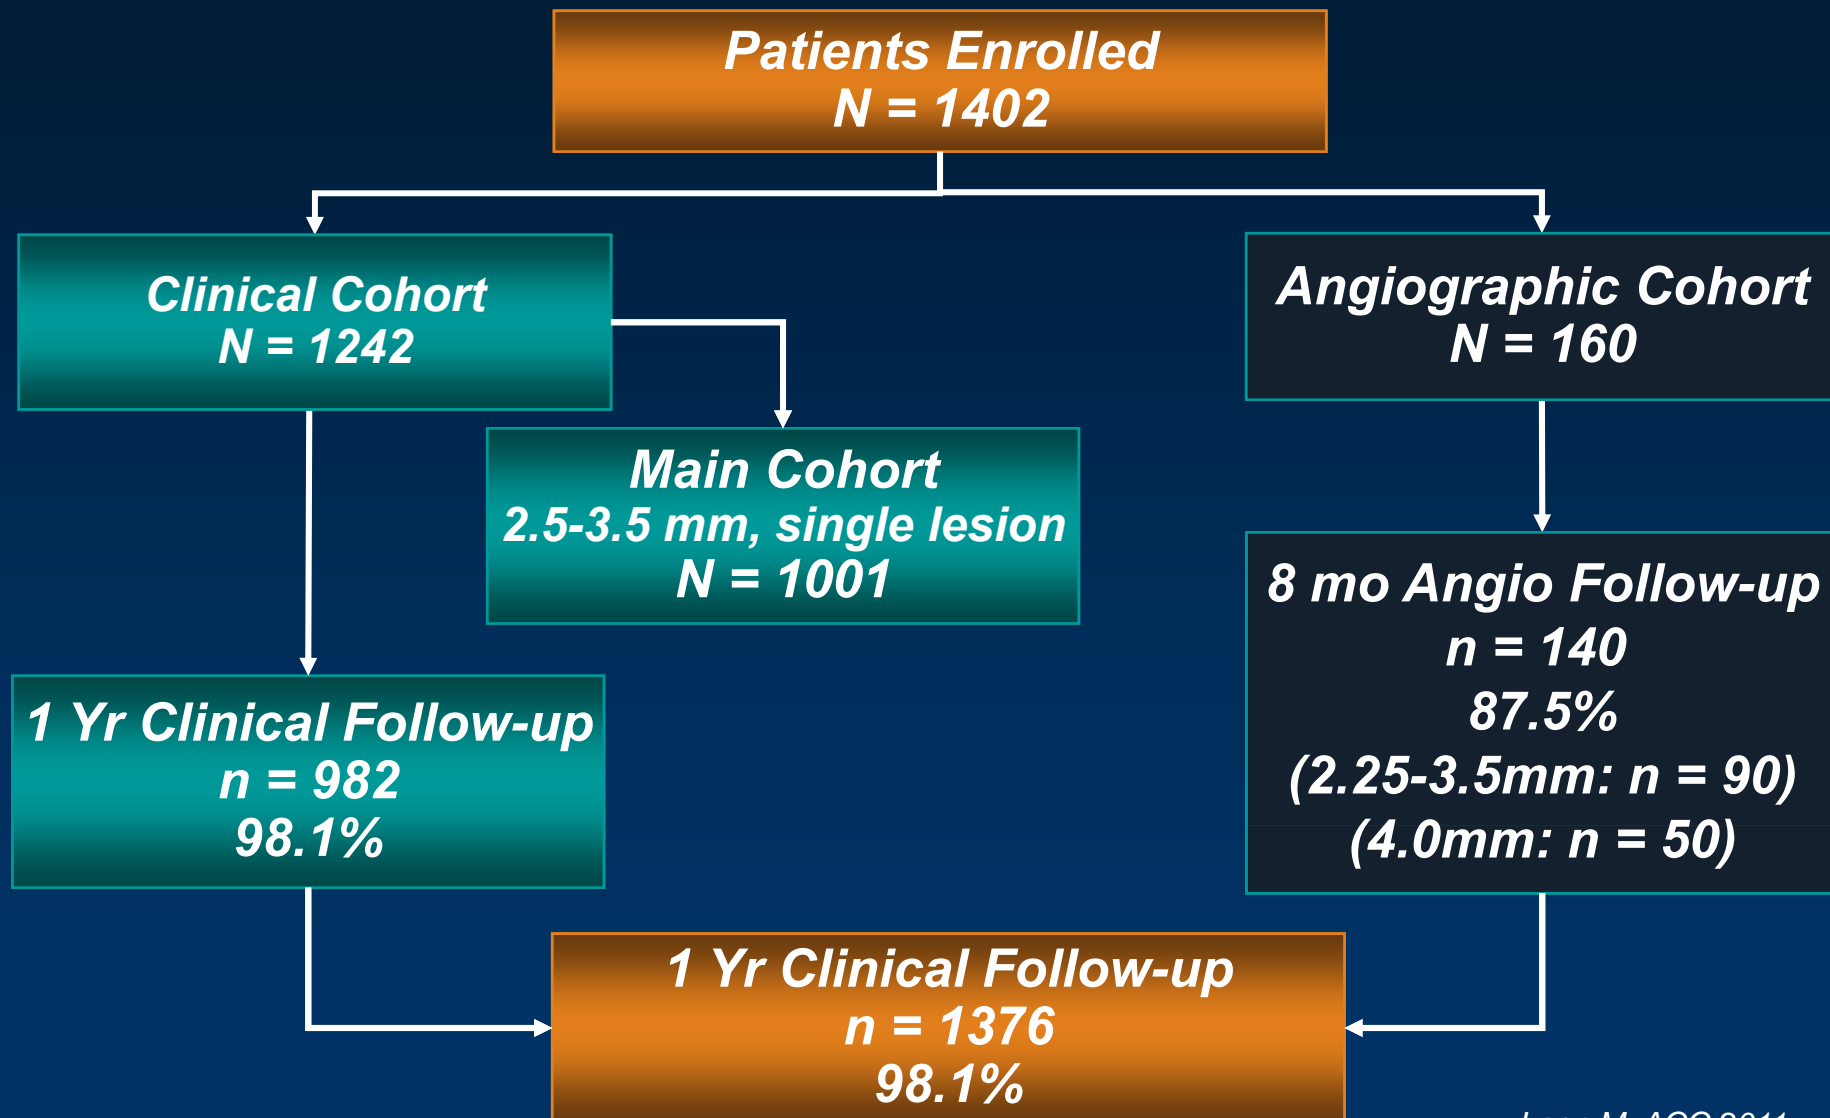 Patients Enrolled
N = 1402
Clinical Cohort
N = 1242
Angiographic Cohort
N = 160
Main Cohort
2.5-3.5 mm, single lesion
N = 1001
8 mo Angio Follow-up
n = 140
87.5%
(2.25-3.5mm: n = 90)
(4.0mm: n = 50)
1 Yr Clinical Follow-up
n = 982
98.1%
1 Yr Clinical Follow-up
n = 1376
98.1%